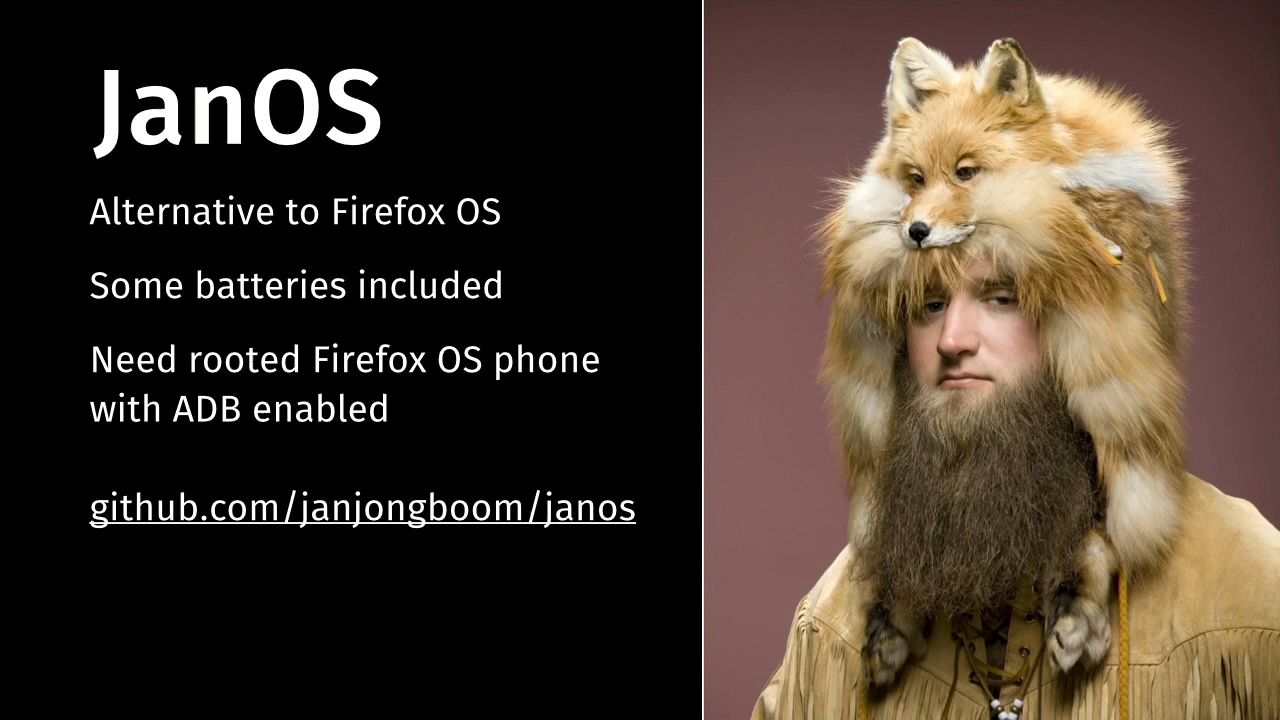 JanOS
Alternative to Firefox OS
Some batteries included
Need rooted Firefox OS phone
with ADB enabled
github.com/janjongboom/janos